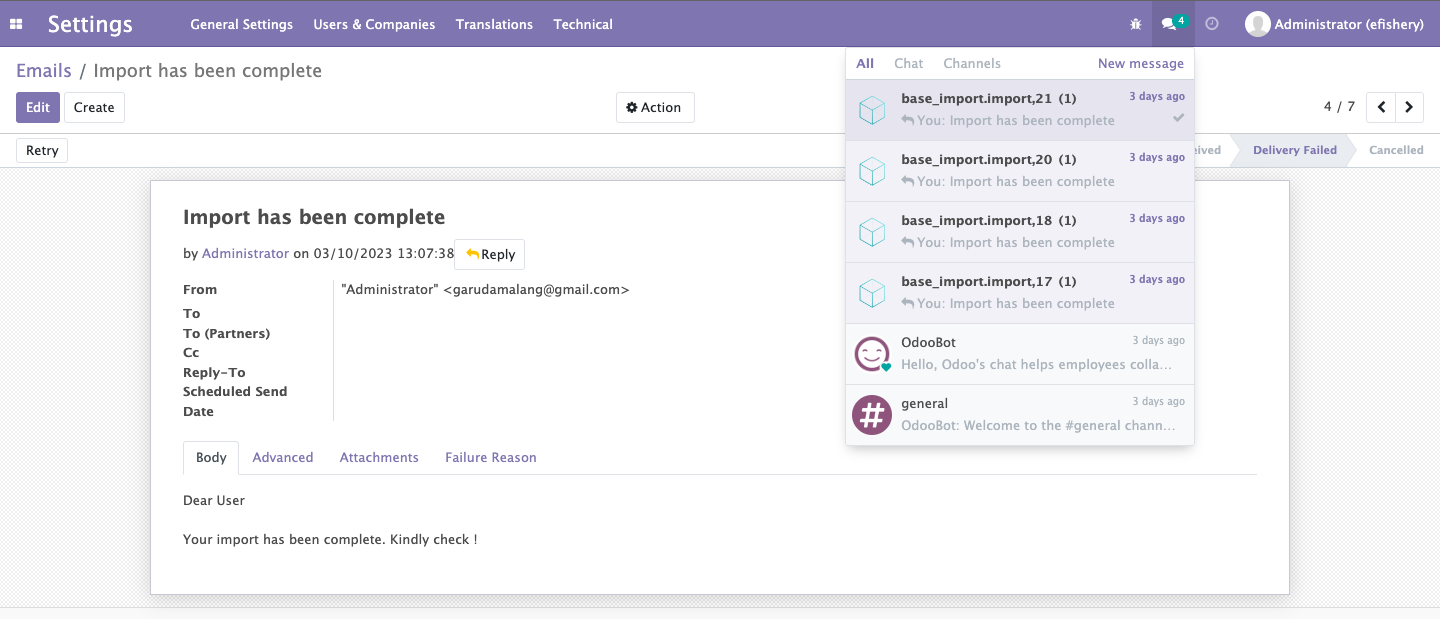 Settings
General Settings
Users & Companies
Translations
Technical
4
Administrator (efishery)
Emails / Import has been complete
Edit
Create
Action
4 / 7
Retry
Delivery Failed
Cancelled
All
Chat
Channels
New message
base_import.import,21 (1)
3 days ago
You: Import has been complete
base_import.import,20 (1)
3 days ago
You: Import has been complete
base_import.import,18 (1)
3 days ago
You: Import has been complete
base_import.import,17 (1)
3 days ago
You: Import has been complete
OdooBot
3 days ago
Hello, Odoo's chat helps employees colla...
#
general
3 days ago
OdooBot: Welcome to the #general chann...
Import has been complete
by Administrator on 03/10/2023 13:07:38
Reply
From
"Administrator" <garudamalang@gmail.com>
To
To (Partners)
Cc
Reply-To
Scheduled Send
Date
Body
Advanced
Attachments
Failure Reason
Dear User
Your import has been complete. Kindly check !